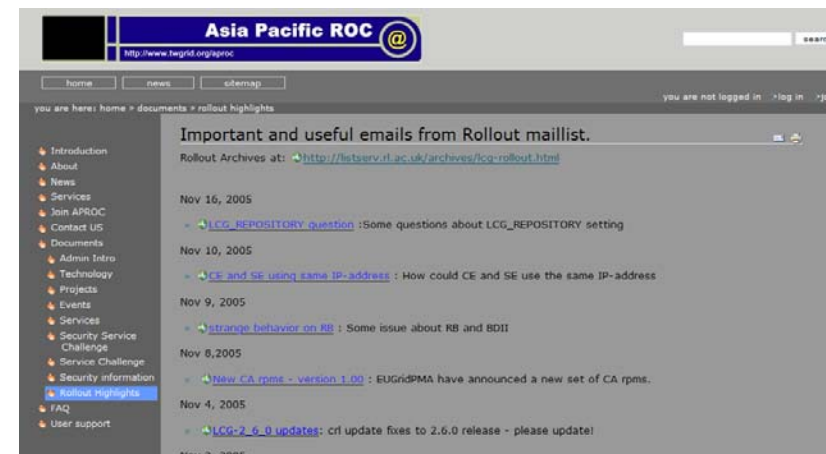 Asia Pacific ROC @
http://www.twgrid.org/aproc
home news sitemap
you are not logged in log in
you are here: home » documents » rollout highlights
Introduction
About
News
Services
Join APROC
Contact US
Documents
Admin Intro
Technology
Projects
Events
Services
Security Service
Challenge
Service Challenge
Security information
Rollout Highlights
FAQ
User support
Important and useful emails from Rollout maillist.
Rollout Archives at: http://listserv.rl.ac.uk/archives/lcg-rollout.html
Nov 16, 2005
LCG_REPOSITORY question :Some questions about LCG_REPOSITORY setting
Nov 10, 2005
CE and SE using same IP-address : How could CE and SE use the same IP-address
Nov 9, 2005
strange behavior on RB : Some issue about RB and BDII
Nov 8,2005
New CA rpms - version 1.00 : EUGridPMA have announced a new set of CA rpms.
Nov 4, 2005
LCG-2_6_0 updates: crl update fixes to 2.6.0 release - please update!